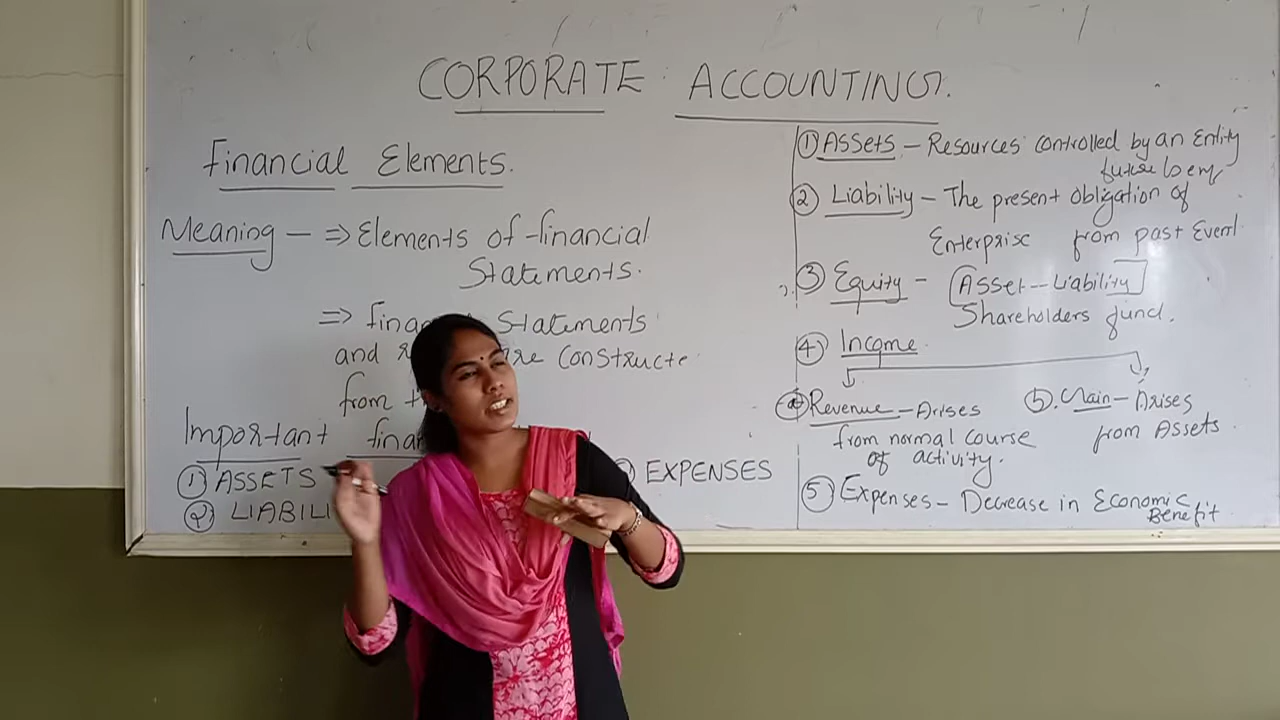 CORPORATE ACCOUNTING.
Financial Elements.
Meaning — ⇒ Elements of financial
Statements.
⇒ Statements
and constructe
from
Important
① ASSETS
② LIABILI
EXPENSES
① Assets — Resources controlled by an Entity
future
② Liability — The present obligation of
Enterprise from past Event
③ Equity — Asset — Liability
Shareholders fund.
④ Income
Revenue — Arises
from normal course
of activity.
b. — Arises
from Assets.
⑤ Expenses — Decrease in Economic
Benefit